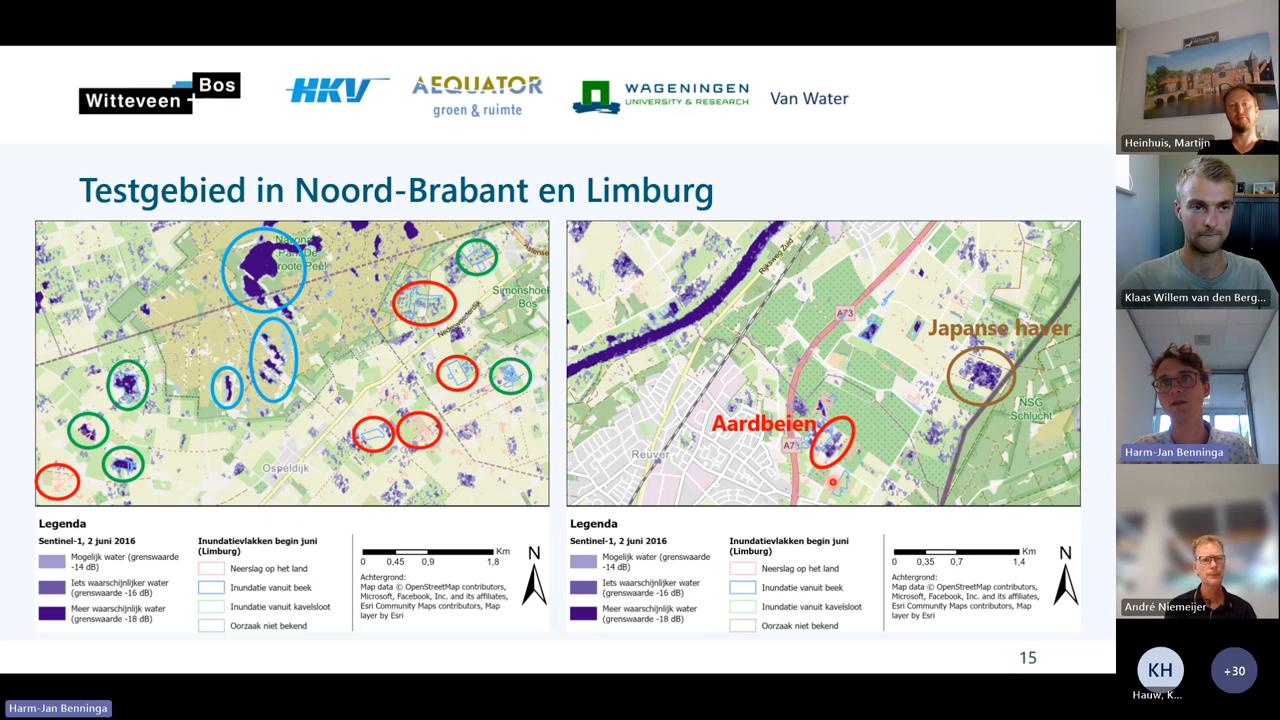 Witteveen
Bos
HKV
AEQUATOR
groen & ruimte
WAGENINGEN
UNIVERSITY & RESEARCH
Van Water
Testgebied in Noord-Brabant en Limburg
Simonshoek
Bos
Ospeldijk
Rijksweg Zuid
A73
Japanse haver
NSG
Schlucht
Aardbeien
Reuver
Legenda
Sentinel-1, 2 juni 2016
Mogelijk water (grenswaarde
-14 dB)
Iets waarschijnlijker water
(grenswaarde -16 dB)
Meer waarschijnlijk water
(grenswaarde -18 dB)
Inundatievlakken begin juni
(Limburg)
Neerslag op het land
Inundatie vanuit beek
Inundatie vanuit kavelsloot
Oorzaak niet bekend
Km
0 0,45 0,9 1,8
Achtergrond:
Map data © OpenStreetMap contributors,
Microsoft, Facebook, Inc. and its affiliates,
Esri Community Maps contributors, Map
layer by Esri
N
Legenda
Sentinel-1, 2 juni 2016
Mogelijk water (grenswaarde
-14 dB)
Iets waarschijnlijker water
(grenswaarde -16 dB)
Meer waarschijnlijk water
(grenswaarde -18 dB)
Inundatievlakken begin juni
(Limburg)
Neerslag op het land
Inundatie vanuit beek
Inundatie vanuit kavelsloot
Oorzaak niet bekend
Km
0 0,35 0,7 1,4
Achtergrond:
Map data © OpenStreetMap contributors,
Microsoft, Facebook, Inc. and its affiliates,
Esri Community Maps contributors, Map
layer by Esri
N
15
Heinhuis, Martijn
Klaas Willem van den Berg...
Harm-Jan Benninga
André Niemeijer
KH
+30
Hauw, K...
Harm-Jan Benninga